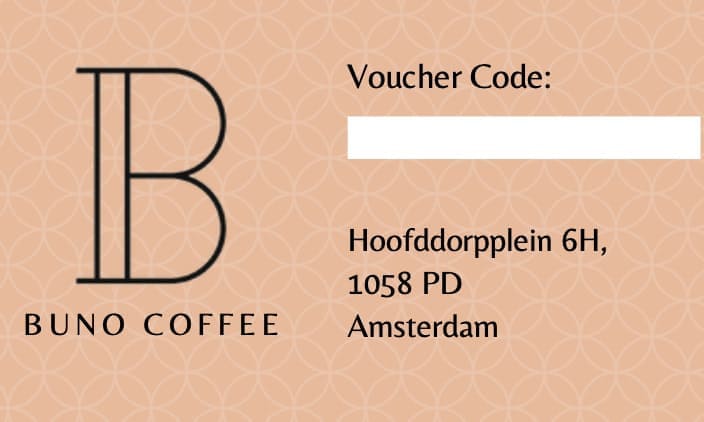 B
BUNO COFFEE
Voucher Code:
Hoofddorpplein 6H,
1058 PD
Amsterdam